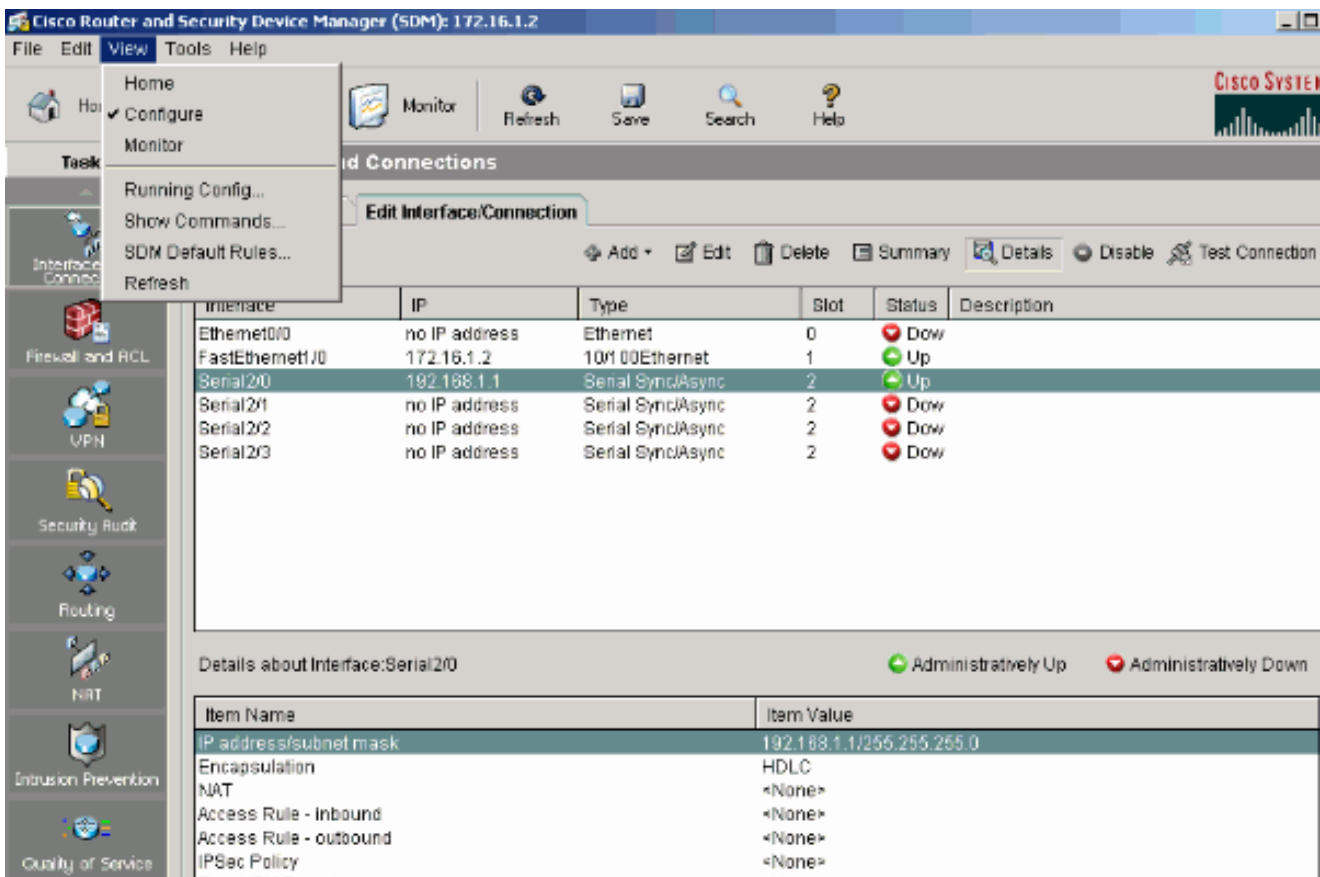 Cisco Router and Security Device Manager (SDM): 172.16.1.2
File Edit View Tools Help
Home
Configure
Monitor
Running Config...
Show Commands...
SDM Default Rules...
Refresh
Monitor Refresh Save Search Help
CISCO SYSTEM
Task
nd Connections
Edit Interface/Connection
Add Edit Delete Summary Details Disable Test Connection
Interface IP Type Slot Status Description
Ethernet0/0 no IP address Ethernet 0 Dow
FastEthernet1/0 172.16.1.2 10/100Ethernet 1 Up
Serial2/0 192.168.1.1 Serial Sync/Async 2 Up
Serial2/1 no IP address Serial Sync/Async 2 Dow
Serial2/2 no IP address Serial Sync/Async 2 Dow
Serial2/3 no IP address Serial Sync/Async 2 Dow
Firewall and ACL
VPN
Security Audit
Routing
NAT
Intrusion Prevention
Quality of Service
Details about Interface:Serial2/0 Administratively Up Administratively Down
Item Name Item Value
IP address/subnet mask 192.168.1.1/255.255.255.0
Encapsulation HDLC
NAT <None>
Access Rule - inbound <None>
Access Rule - outbound <None>
IPSec Policy <None>